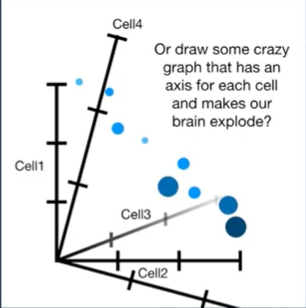 Cell4
Or draw some crazy
graph that has an
axis for each cell
and makes our
brain explode?
Cell1
Cell3
Cell2